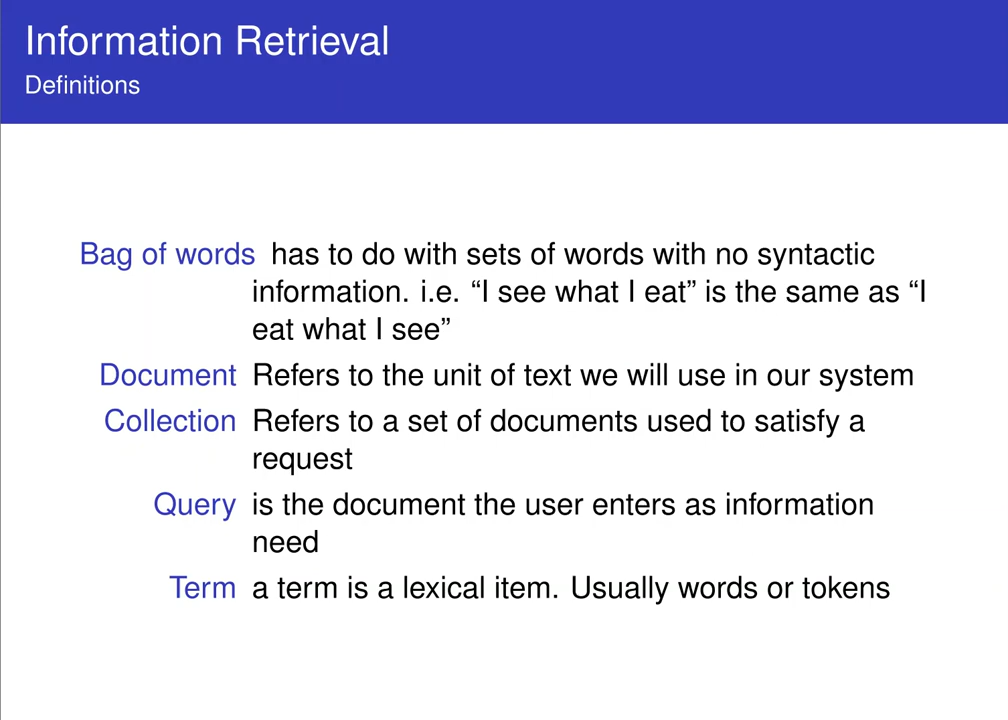 Information Retrieval
Definitions
Bag of words has to do with sets of words with no syntactic
information. i.e. “I see what I eat” is the same as “I
eat what I see”
Document Refers to the unit of text we will use in our system
Collection Refers to a set of documents used to satisfy a
request
Query is the document the user enters as information
need
Term a term is a lexical item. Usually words or tokens